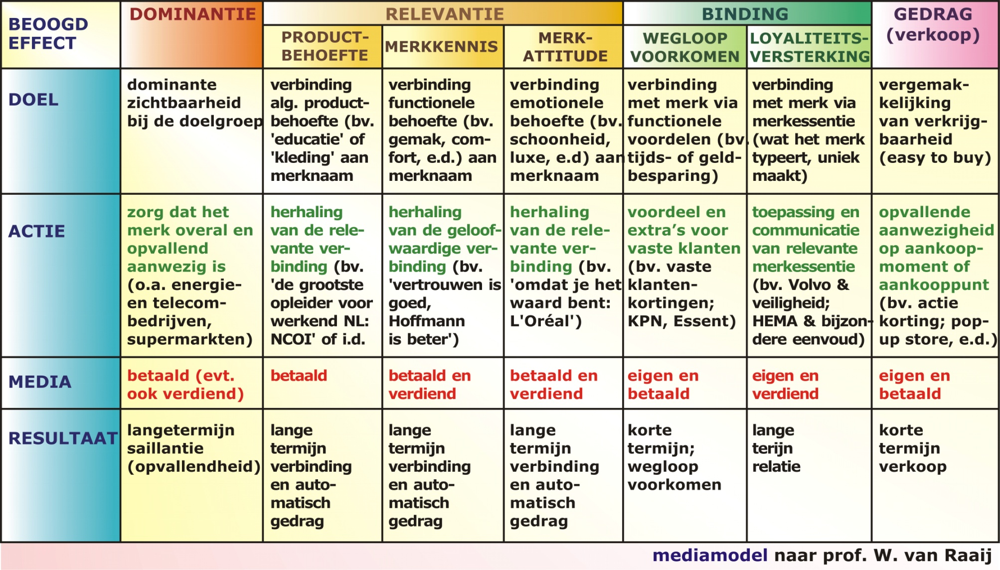 BEOOGD
EFFECT
DOMINANTIE
RELEVANTIE
BINDING
GEDRAG
(verkoop)
PRODUCT-
BEHOEFTE
MERKKENNIS
MERK-
ATTITUDE
WEGLOOP
VOORKOMEN
LOYALITEITS-
VERSTERKING
DOEL
dominante
zichtbaarheid
bij de doelgroep
verbinding
alg. product-
behoefte (bv.
'educatie' of
'kleding' aan
merknaam
verbinding
functionele
behoefte (bv.
gemak, com-
fort, e.d.) aan
merknaam
verbinding
emotionele
behoefte (bv.
schoonheid,
luxe, e.d) aan
merknaam
verbinding
met merk via
functionele
voordelen (bv.
tijds- of geld-
besparing)
verbinding
met merk via
merkessentie
(wat het merk
typeert, uniek
maakt)
vergemak-
kelijking
van verkrijg-
baarheid
(easy to buy)
ACTIE
zorg dat het
merk overal en
opvallend
aanwezig is
(o.a. energie-
en telecom-
bedrijven,
supermarkten)
herhaling
van de rele-
vante ver-
binding (bv.
'de grootste
opleider voor
werkend NL:
NCOI' of i.d.
herhaling
van de geloof-
waardige ver-
binding (bv.
'vertrouwen is
goed,
Hoffmann
is beter')
herhaling
van de rele-
vante ver-
binding (bv.
'omdat je het
waard bent:
L'Oréal')
voordeel en
extra’s voor
vaste klanten
(bv. vaste
klanten-
kortingen;
KPN, Essent)
toepassing en
communicatie
van relevante
merkessentie
(bv. Volvo &
veiligheid;
HEMA & bijzon-
dere eenvoud)
opvallende
aanwezigheid
op aankoop-
moment of
aankooppunt
(bv. actie
korting; pop-
up store, e.d.)
MEDIA
betaald (evt.
ook verdiend)
betaald
betaald en
verdiend
betaald en
verdiend
eigen en
betaald
eigen en
verdiend
eigen en
betaald
RESULTAAT
langetermijn
saillantie
(opvallendheid)
lange
termijn
verbinding
en auto-
matisch
gedrag
lange
termijn
verbinding
en auto-
matisch
gedrag
lange
termijn
verbinding
en auto-
matisch
gedrag
korte
termijn;
wegloop
voorkomen
lange
terijn
relatie
korte
termijn
verkoop
mediamodel naar prof. W. van Raaij